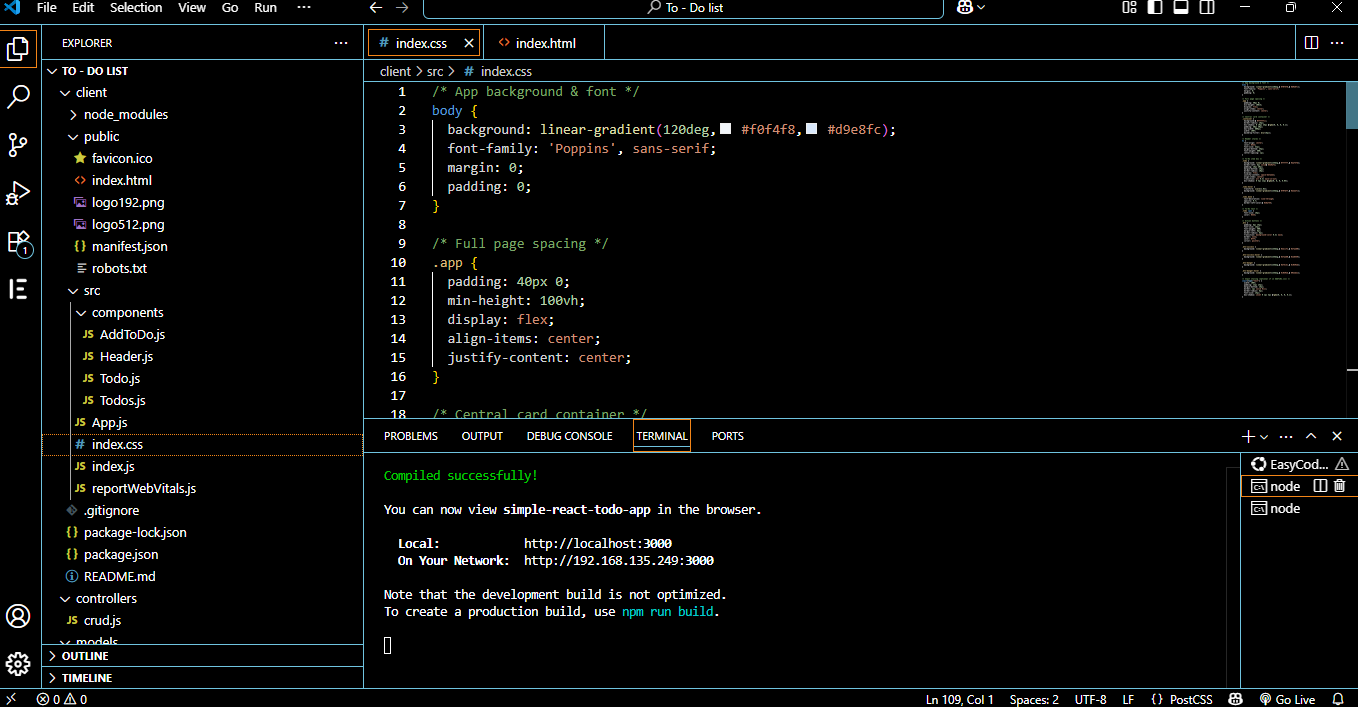 File Edit Selection View Go Run ··· To - Do list
EXPLORER ···
TO - DO LIST
client
node_modules
public
favicon.ico
index.html
logo192.png
logo512.png
manifest.json
robots.txt
src
components
AddToDo.js
Header.js
Todo.js
Todos.js
App.js
index.css
index.js
reportWebVitals.js
.gitignore
package-lock.json
package.json
README.md
controllers
crud.js
models
OUTLINE
TIMELINE
1
index.css index.html
client > src > # index.css
1 /* App background & font */
2 body {
3 background: linear-gradient(120deg, #f0f4f8, #d9e8fc);
4 font-family: 'Poppins', sans-serif;
5 margin: 0;
6 padding: 0;
7 }
8
9 /* Full page spacing */
10 .app {
11 padding: 40px 0;
12 min-height: 100vh;
13 display: flex;
14 align-items: center;
15 justify-content: center;
16 }
17
18 /* Central card container */
PROBLEMS OUTPUT DEBUG CONSOLE TERMINAL PORTS
Compiled successfully!
You can now view simple-react-todo-app in the browser.
Local: http://localhost:3000
On Your Network: http://192.168.135.249:3000
Note that the development build is not optimized.
To create a production build, use npm run build.
EasyCod...
node
node
0 0 Ln 109, Col 1 Spaces: 2 UTF-8 LF {} PostCSS Go Live